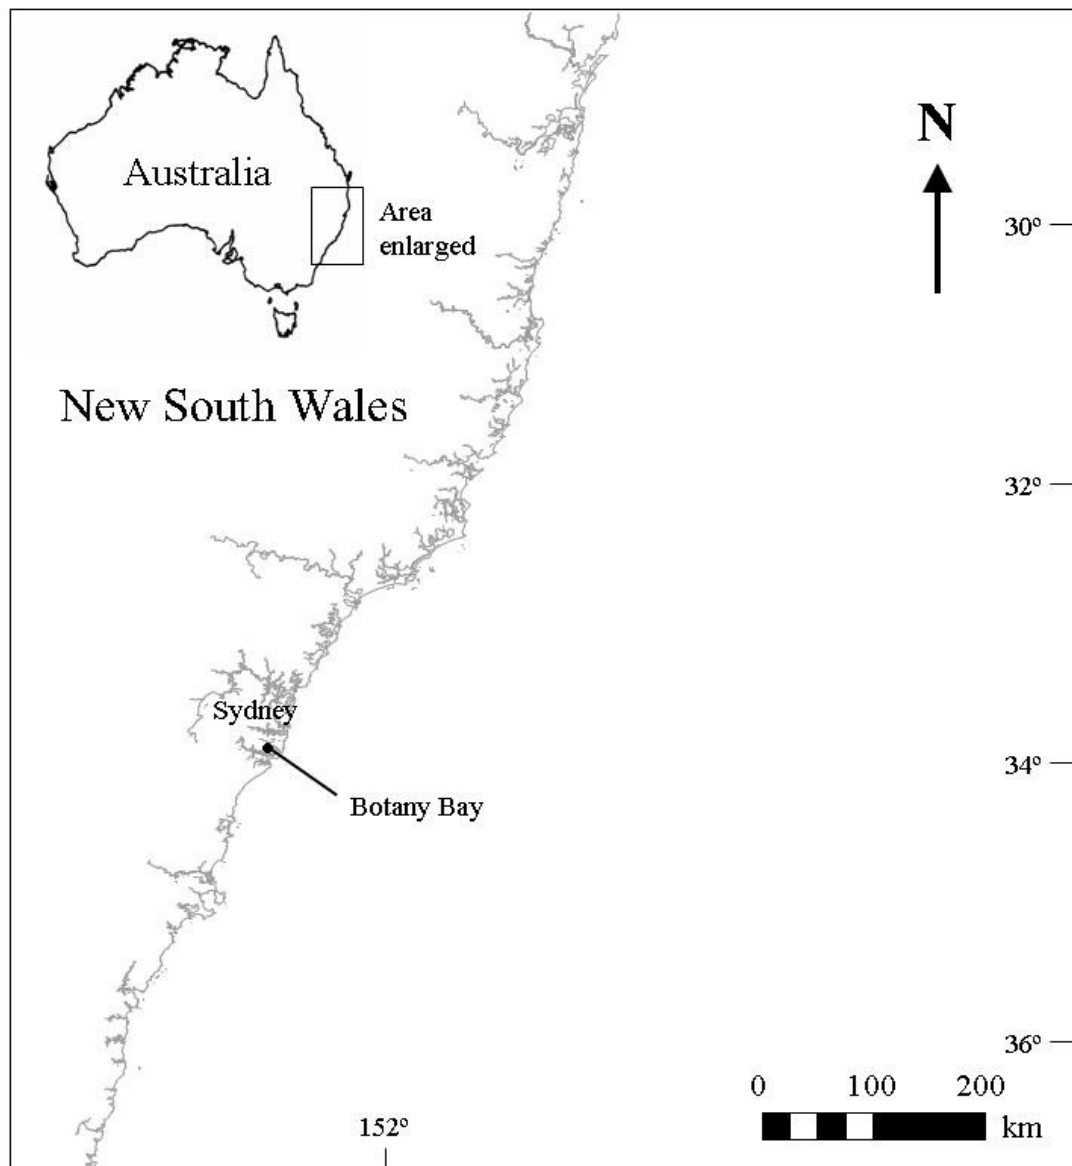 Australia
Area
enlarged
N
30º
New South Wales
32º
Sydney
34º
Botany Bay
36º
0 100 200
km
152º